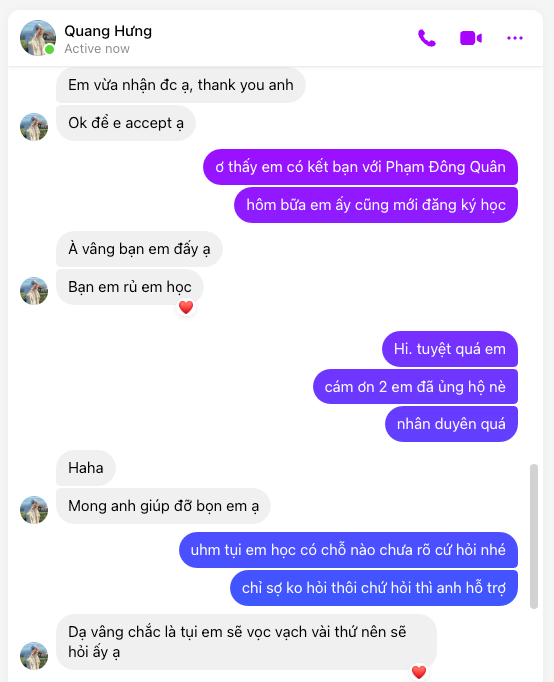 Quang Hưng
Active now
Em vừa nhận đc ạ, thank you anh
Ok để e accept ạ
ơ thấy em có kết bạn với Phạm Đông Quân
hôm bữa em ấy cũng mới đăng ký học
À vâng bạn em đấy ạ
Bạn em rủ em học
Hi. tuyệt quá em
cám ơn 2 em đã ủng hộ nè
nhân duyên quá
Haha
Mong anh giúp đỡ bọn em ạ
uhm tụi em học có chỗ nào chưa rõ cứ hỏi nhé
chỉ sợ ko hỏi thôi chứ hỏi thì anh hỗ trợ
Dạ vâng chắc là tụi em sẽ vọc vạch vài thứ nên sẽ
hỏi ấy ạ